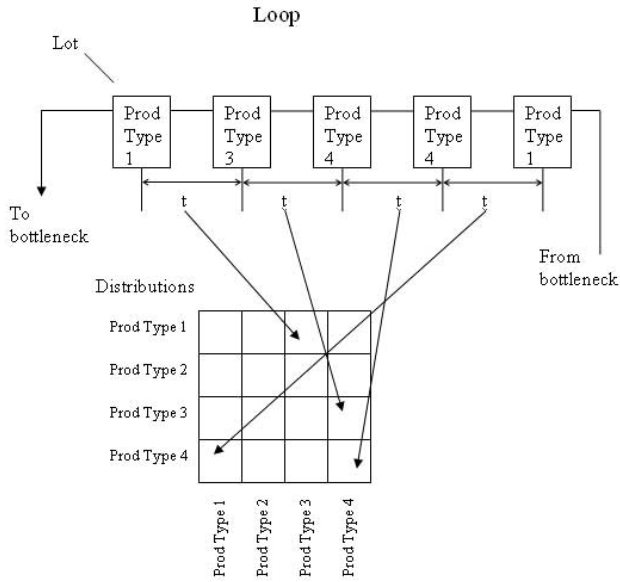 Loop
Lot
Prod
Type
1
Prod
Type
3
Prod
Type
4
Prod
Type
4
Prod
Type
1
t
t
t
t
To
bottleneck
From
bottleneck
Distributions
Prod Type 1
Prod Type 2
Prod Type 3
Prod Type 4
Prod Type 1
Prod Type 2
Prod Type 3
Prod Type 4